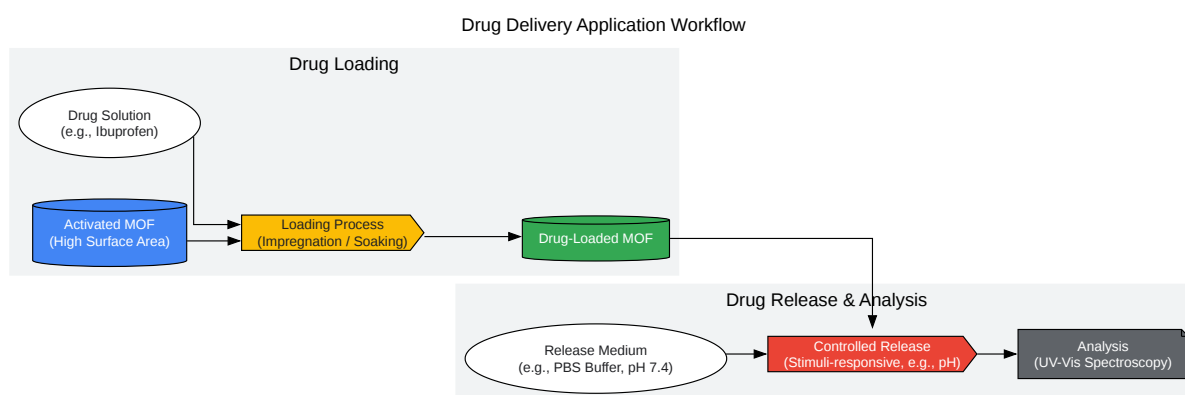 Drug Delivery Application Workflow
Drug Loading
Drug Solution
(e.g., Ibuprofen)
Activated MOF
(High Surface Area)
Loading Process
(Impregnation / Soaking)
Drug-Loaded MOF
Drug Release & Analysis
Release Medium
(e.g., PBS Buffer, pH 7.4)
Controlled Release
(Stimuli-responsive, e.g., pH)
Analysis
(UV-Vis Spectroscopy)